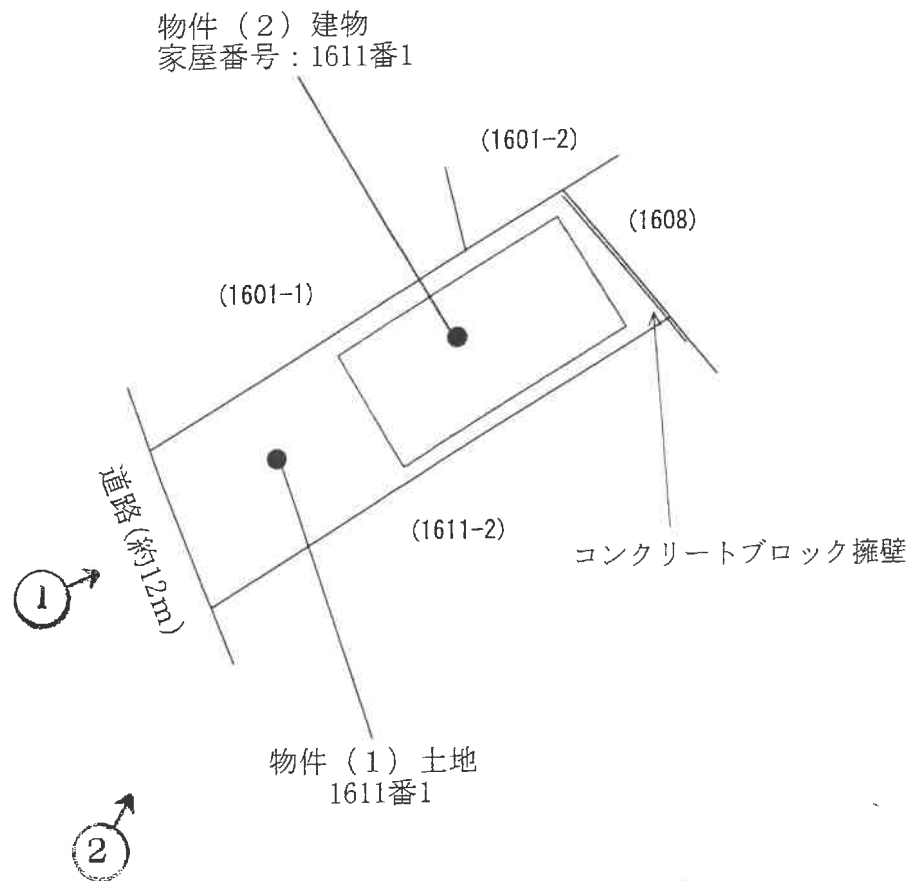 物件（2）建物
家屋番号：1611番1
(1601-2)
(1608)
(1601-1)
道路(約12m)
(1611-2)
コンクリートブロック擁壁
1
物件（1）土地
1611番1
2